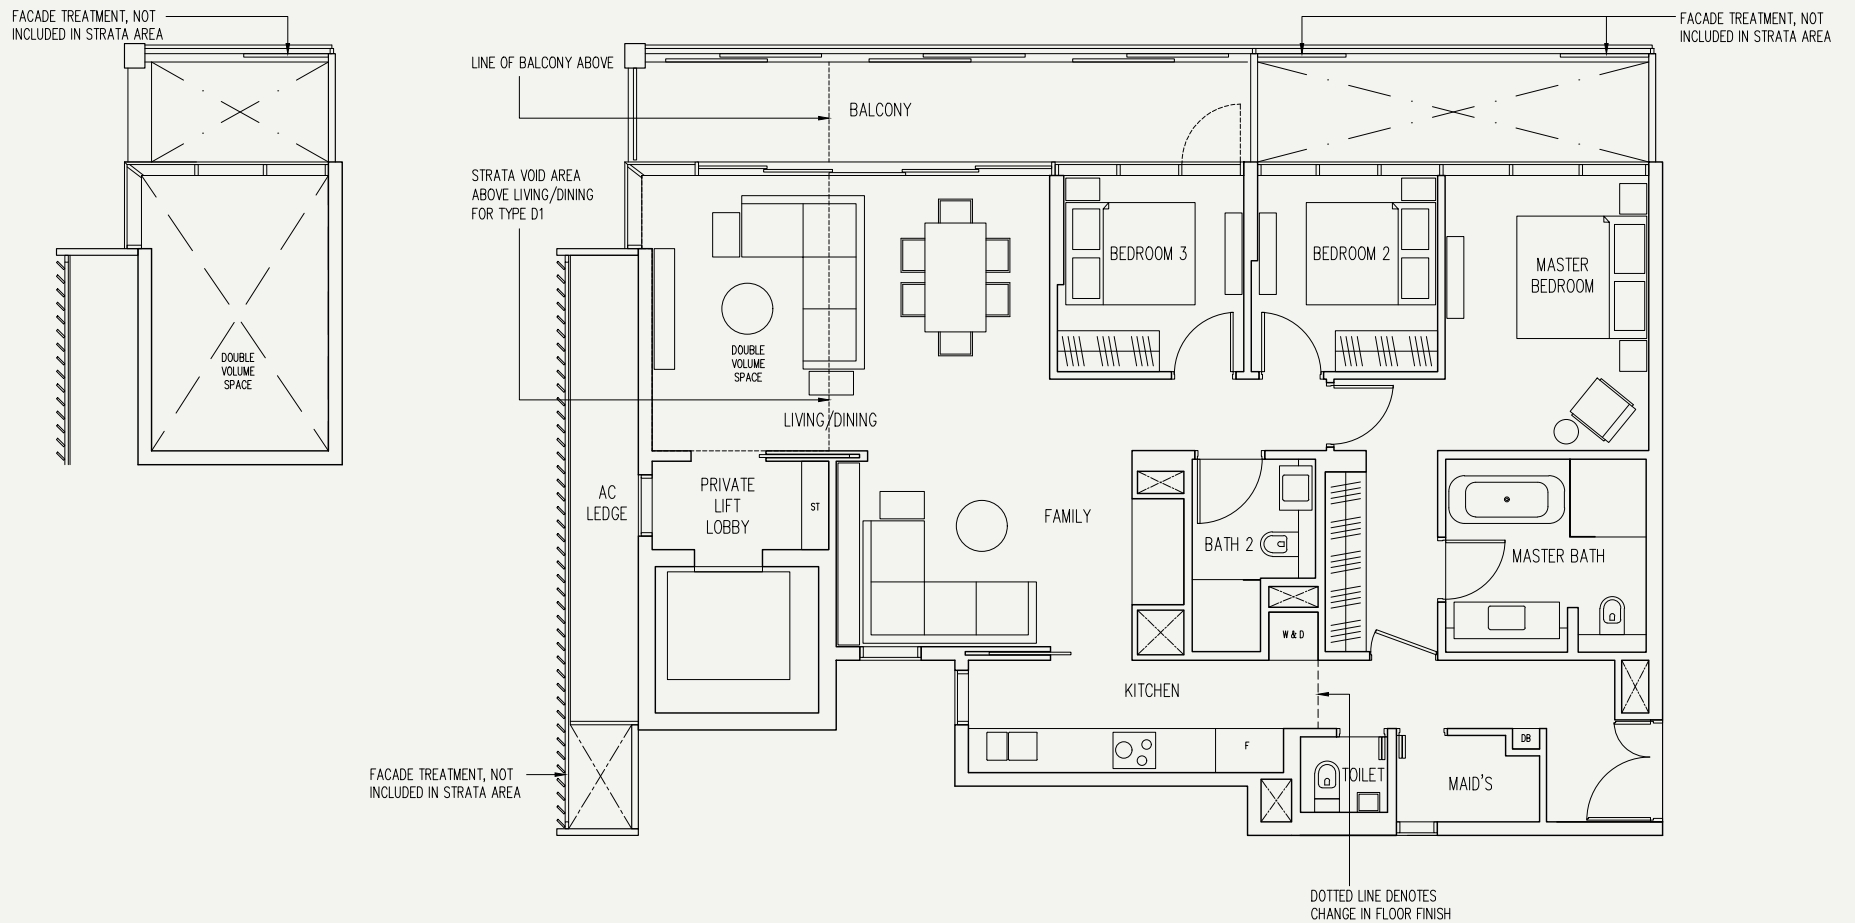 FACADE TREATMENT, NOT
INCLUDED IN STRATA AREA
FACADE TREATMENT, NOT
INCLUDED IN STRATA AREA
LINE OF BALCONY ABOVE
BALCONY
STRATA VOID AREA
ABOVE LIVING/DINING
FOR TYPE D1
BEDROOM 3
BEDROOM 2
MASTER
BEDROOM
DOUBLE
VOLUME
SPACE
DOUBLE
VOLUME
SPACE
LIVING/DINING
AC
LEDGE
PRIVATE
LIFT
LOBBY
ST
FAMILY
BATH 2
MASTER BATH
W & D
KITCHEN
F
DB
TOILET
MAID'S
FACADE TREATMENT, NOT
INCLUDED IN STRATA AREA
DOTTED LINE DENOTES
CHANGE IN FLOOR FINISH